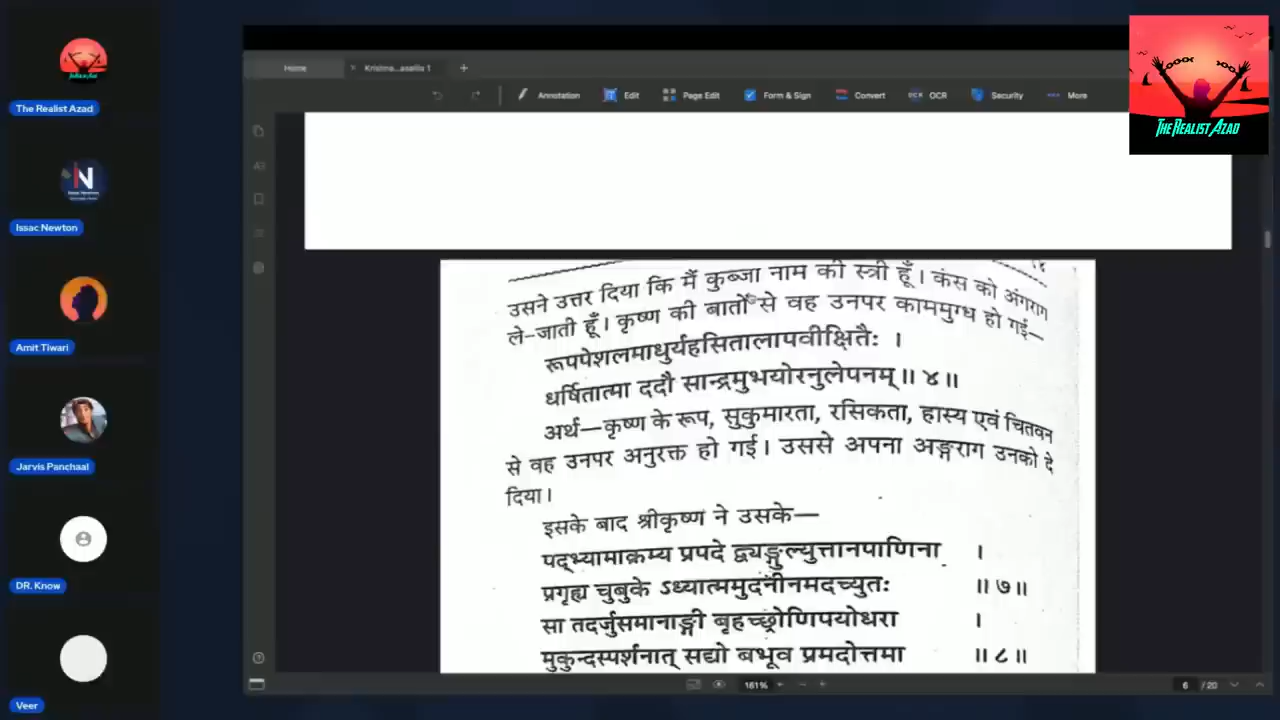 The Realist Azad
Issac Newton
Amit Tiwari
Jarvis Panchaal
DR. Know
Veer
Home
Krishna...asallila 1
Annotation
Edit
Page Edit
Form & Sign
Convert
OCR
Security
More
THE REALIST AZAD
उसने उत्तर दिया कि मैं कुब्जा नाम की स्त्री हूँ। कंस को अंगराग
ले-जाती हूँ। कृष्ण की बातों से वह उनपर काममुग्ध हो गई—
रूपपेशलमाधुर्यहसितालापवीक्षितैः ।
धर्षितात्मा ददौ सान्द्रमुभयोरनुलेपनम्॥ ४॥
अर्थ—कृष्ण के रूप, सुकुमारता, रसिकता, हास्य एवं चितवन
से वह उनपर अनुरक्त हो गई। उससे अपना अङ्गराग उनको दे
दिया।
इसके बाद श्रीकृष्ण ने उसके—
पद्भ्यामाक्रम्य प्रपदे द्व्यङ्गुल्युत्तानपाणिना ।
प्रगृह्य चुबुके ऽध्यात्ममुदनीनमदच्युतः ॥७॥
सा तदर्जुसमानाङ्गी बृहच्छ्रोणिपयोधरा ।
मुकुन्दस्पर्शनात् सद्यो बभूव प्रमदोत्तमा ॥८॥
161%
6 / 20